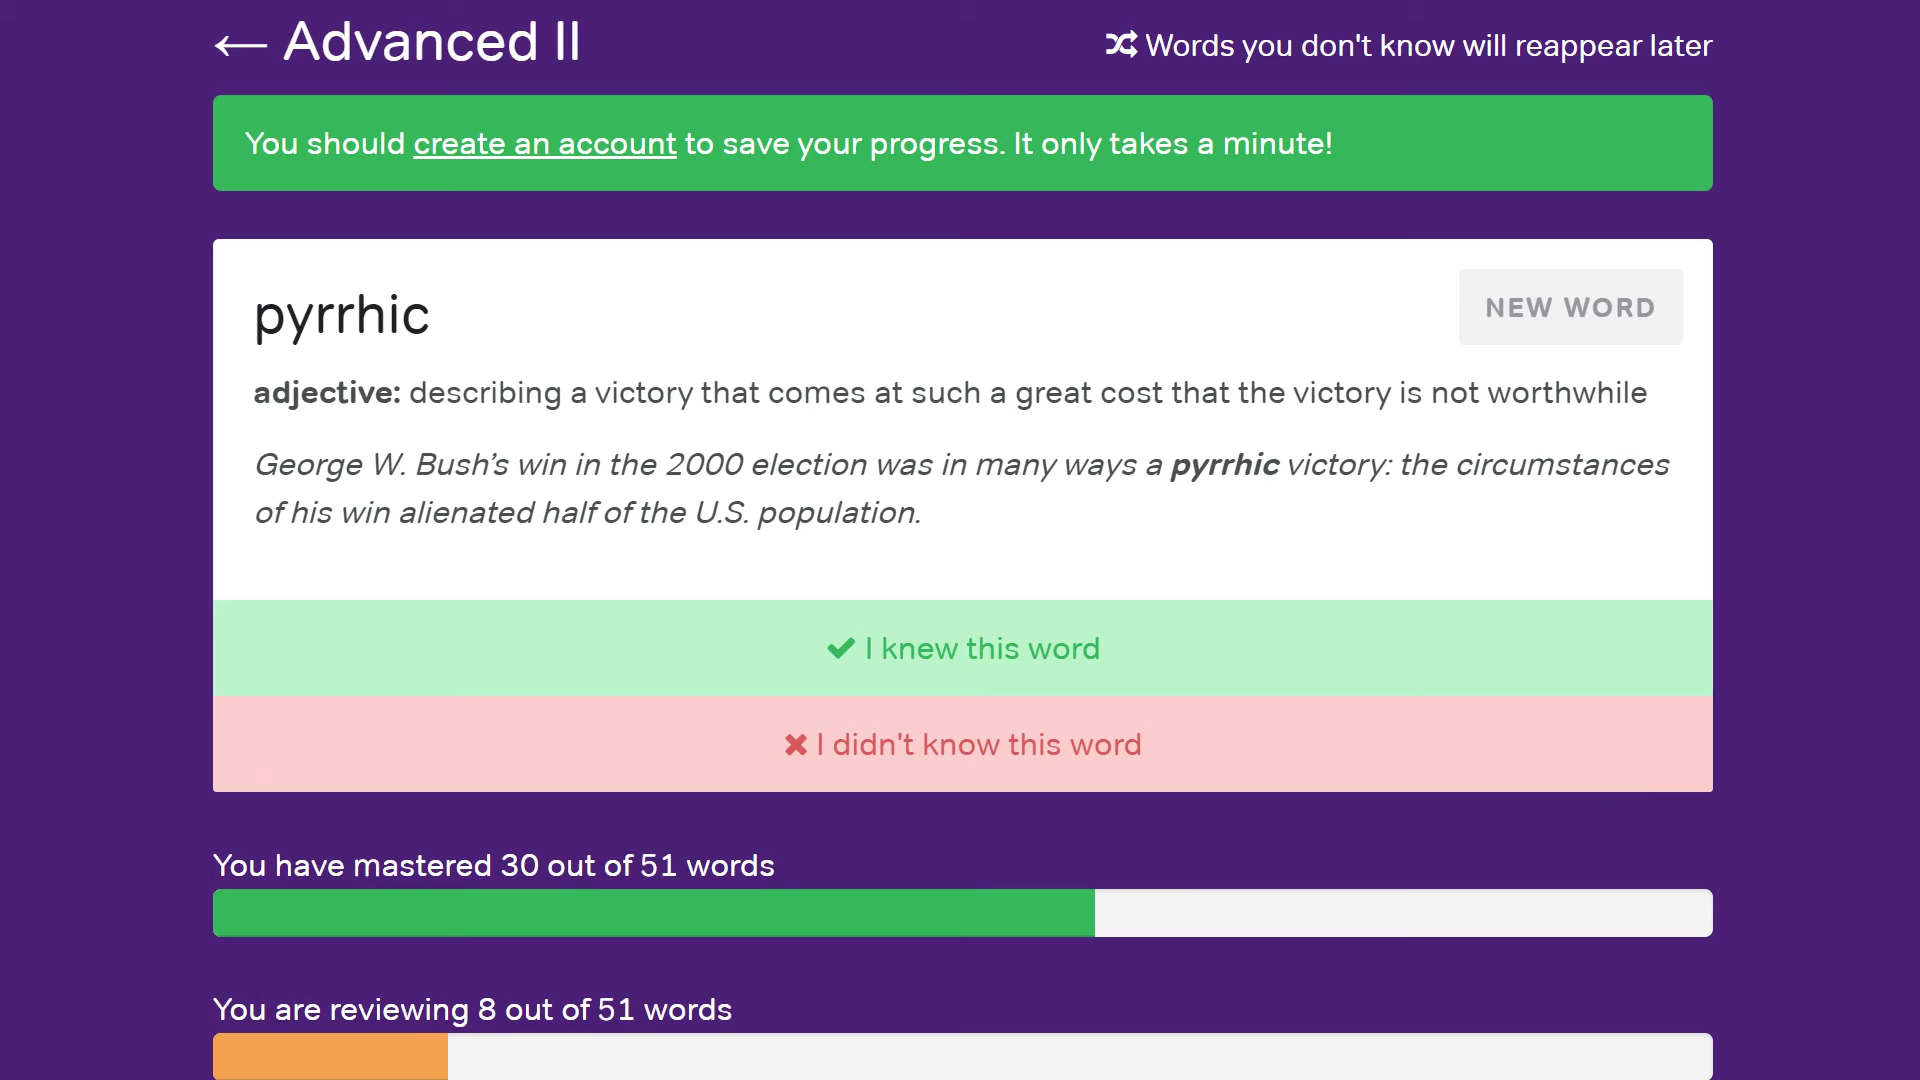 ← Advanced II
Words you don't know will reappear later
You should create an account to save your progress. It only takes a minute!
pyrrhic
NEW WORD
adjective: describing a victory that comes at such a great cost that the victory is not worthwhile
George W. Bush’s win in the 2000 election was in many ways a pyrrhic victory: the circumstances
of his win alienated half of the U.S. population.
I knew this word
I didn't know this word
You have mastered 30 out of 51 words
You are reviewing 8 out of 51 words